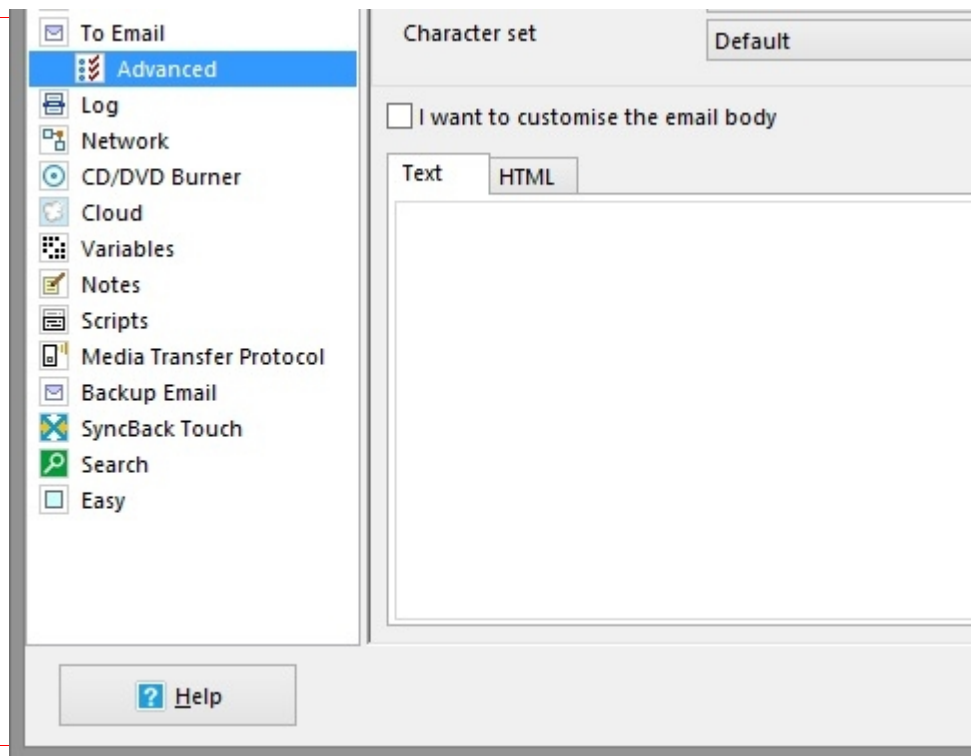 To Email
Advanced
Log
Network
CD/DVD Burner
Cloud
Variables
Notes
Scripts
Media Transfer Protocol
Backup Email
SyncBack Touch
Search
Easy
Character set
Default
I want to customise the email body
Text
HTML
Help